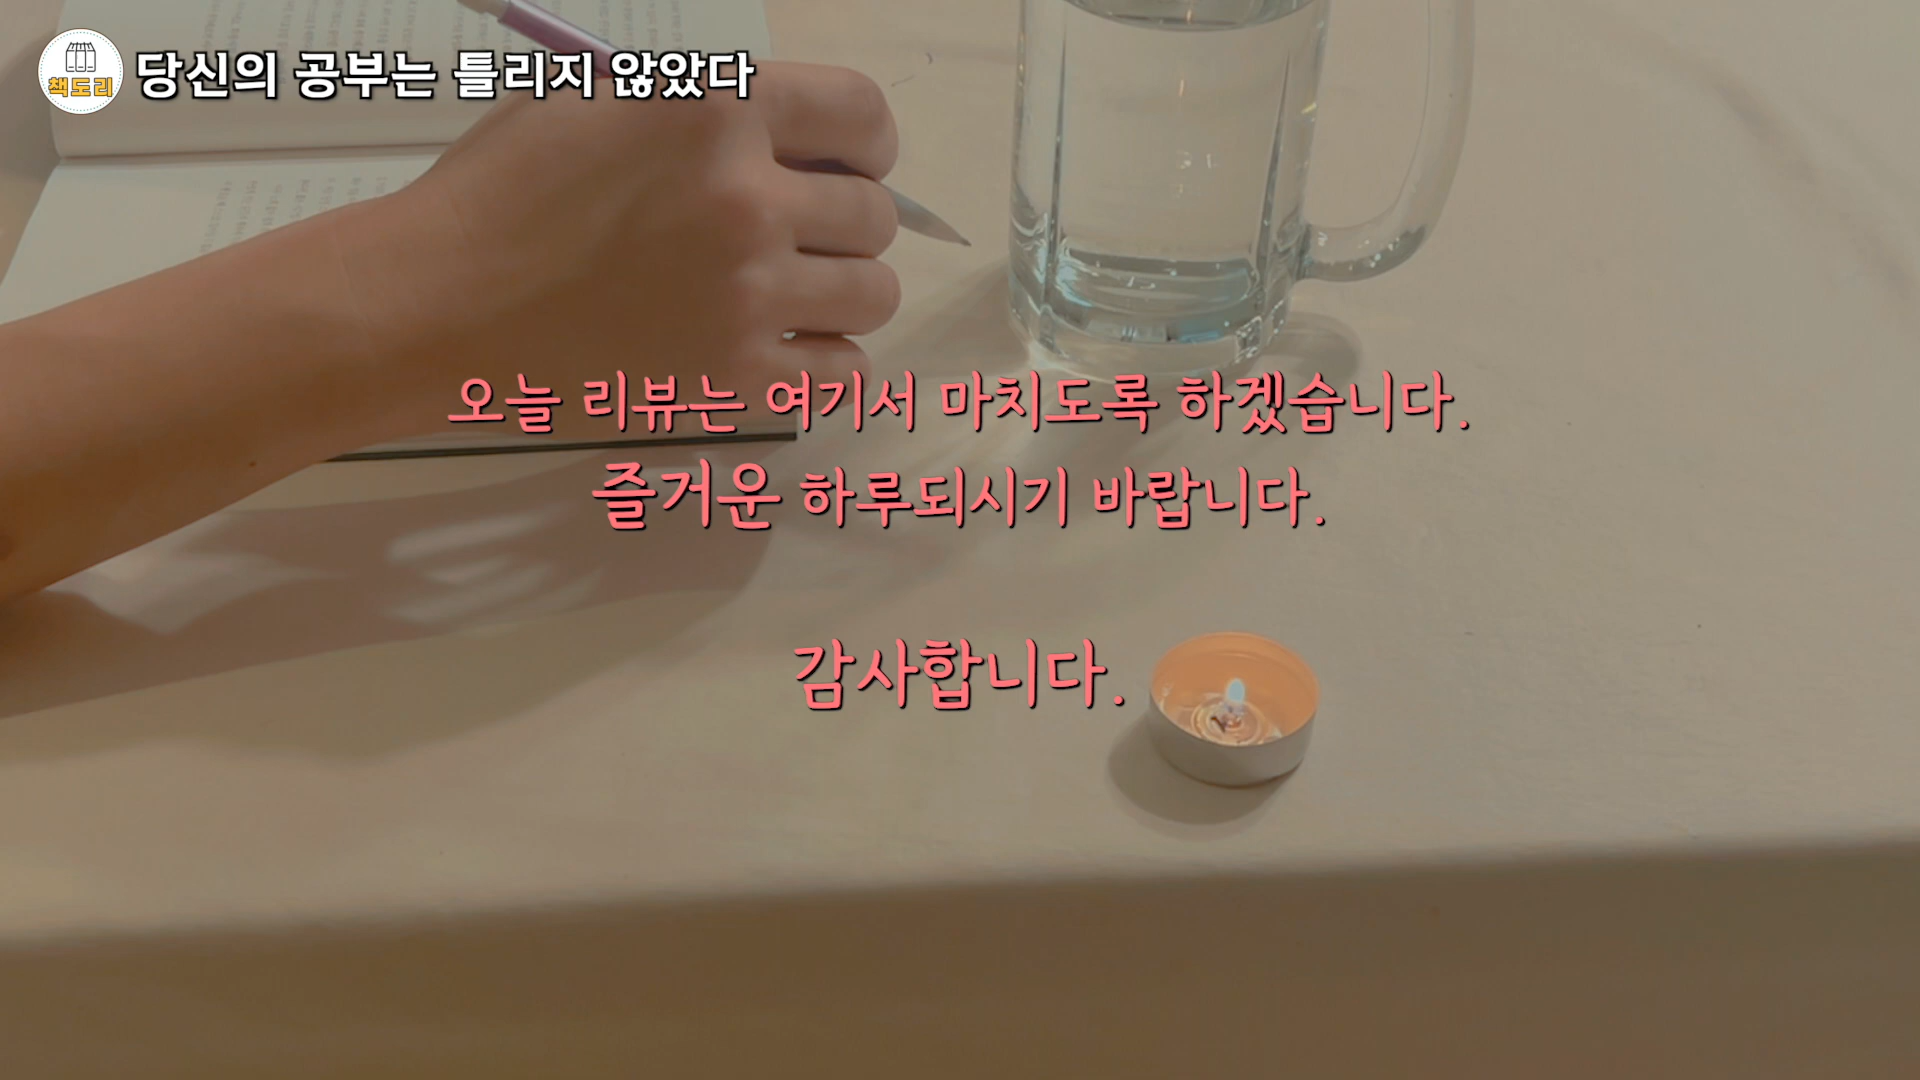 책도리
당신의 공부는 틀리지 않았다
오늘 리뷰는 여기서 마치도록 하겠습니다.
즐거운 하루되시기 바랍니다.
감사합니다.